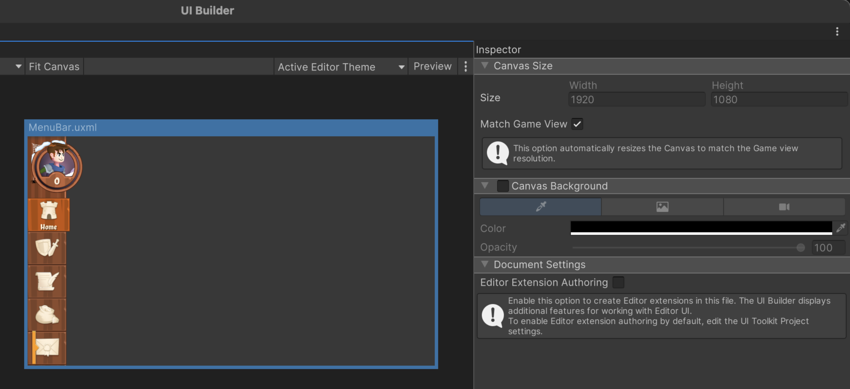 UI Builder
Inspector
Fit Canvas
Active Editor Theme
Preview
Canvas Size
Width
Height
Size
1920
1080
Match Game View
This option automatically resizes the Canvas to match the Game view
resolution.
MenuBar.uxml
0
Home
Canvas Background
Color
Opacity
100
Document Settings
Editor Extension Authoring
Enable this option to create Editor extensions in this file. The UI Builder displays
additional features for working with Editor UI.
To enable Editor extension authoring by default, edit the UI Toolkit Project
settings.